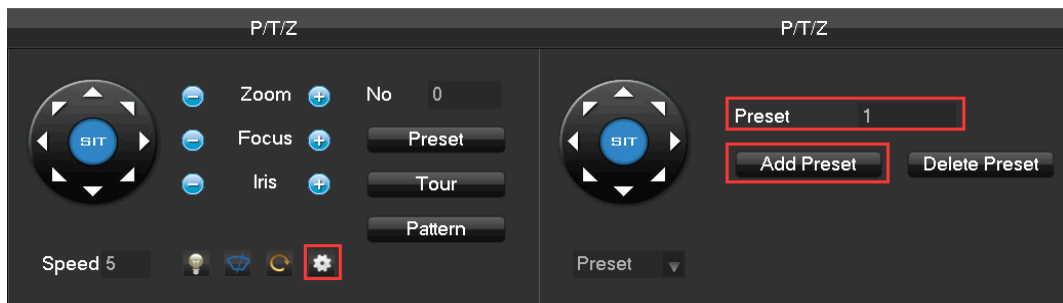 P/T/Z
Zoom
No 0
SIT
Focus
Preset
Iris
Tour
Pattern
Speed 5
P/T/Z
Preset 1
SIT
Add Preset
Delete Preset
Preset